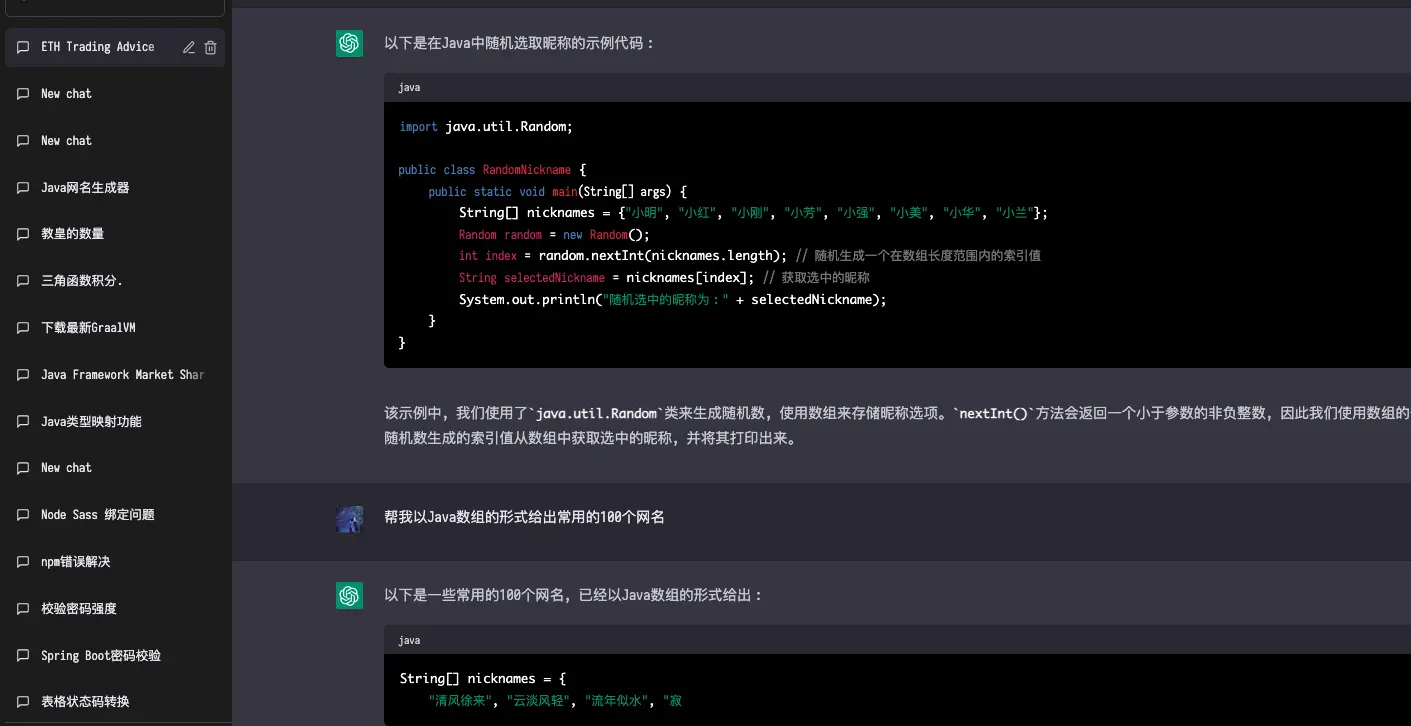 ETH Trading Advice
New chat
New chat
Java网名生成器
教皇的数量
三角函数积分.
下载最新GraalVM
Java Framework Market Shar
Java类型映射功能
New chat
Node Sass 绑定问题
npm错误解决
校验密码强度
Spring Boot密码校验
表格状态码转换
以下是在Java中随机选取昵称的示例代码：
java
import java.util.Random;
public class RandomNickname {
public static void main(String[] args) {
String[] nicknames = {"小明", "小红", "小刚", "小芳", "小强", "小美", "小华", "小兰"};
Random random = new Random();
int index = random.nextInt(nicknames.length); // 随机生成一个在数组长度范围内的索引值
String selectedNickname = nicknames[index]; // 获取选中的昵称
System.out.println("随机选中的昵称为：" + selectedNickname);
}
}
该示例中，我们使用了`java.util.Random`类来生成随机数，使用数组来存储昵称选项。`nextInt()`方法会返回一个小于参数的非负整数，因此我们使用数组的
随机数生成的索引值从数组中获取选中的昵称，并将其打印出来。
帮我以Java数组的形式给出常用的100个网名
以下是一些常用的100个网名，已经以Java数组的形式给出：
java
String[] nicknames = {
"清风徐来", "云淡风轻", "流年似水", "寂